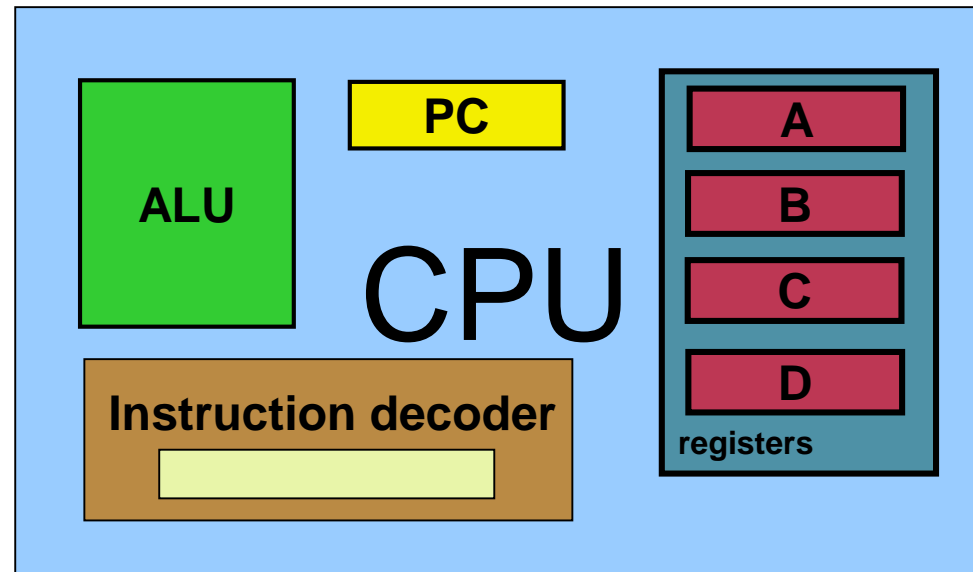 ALU
PC
CPU
Instruction decoder
A
B
C
D
registers